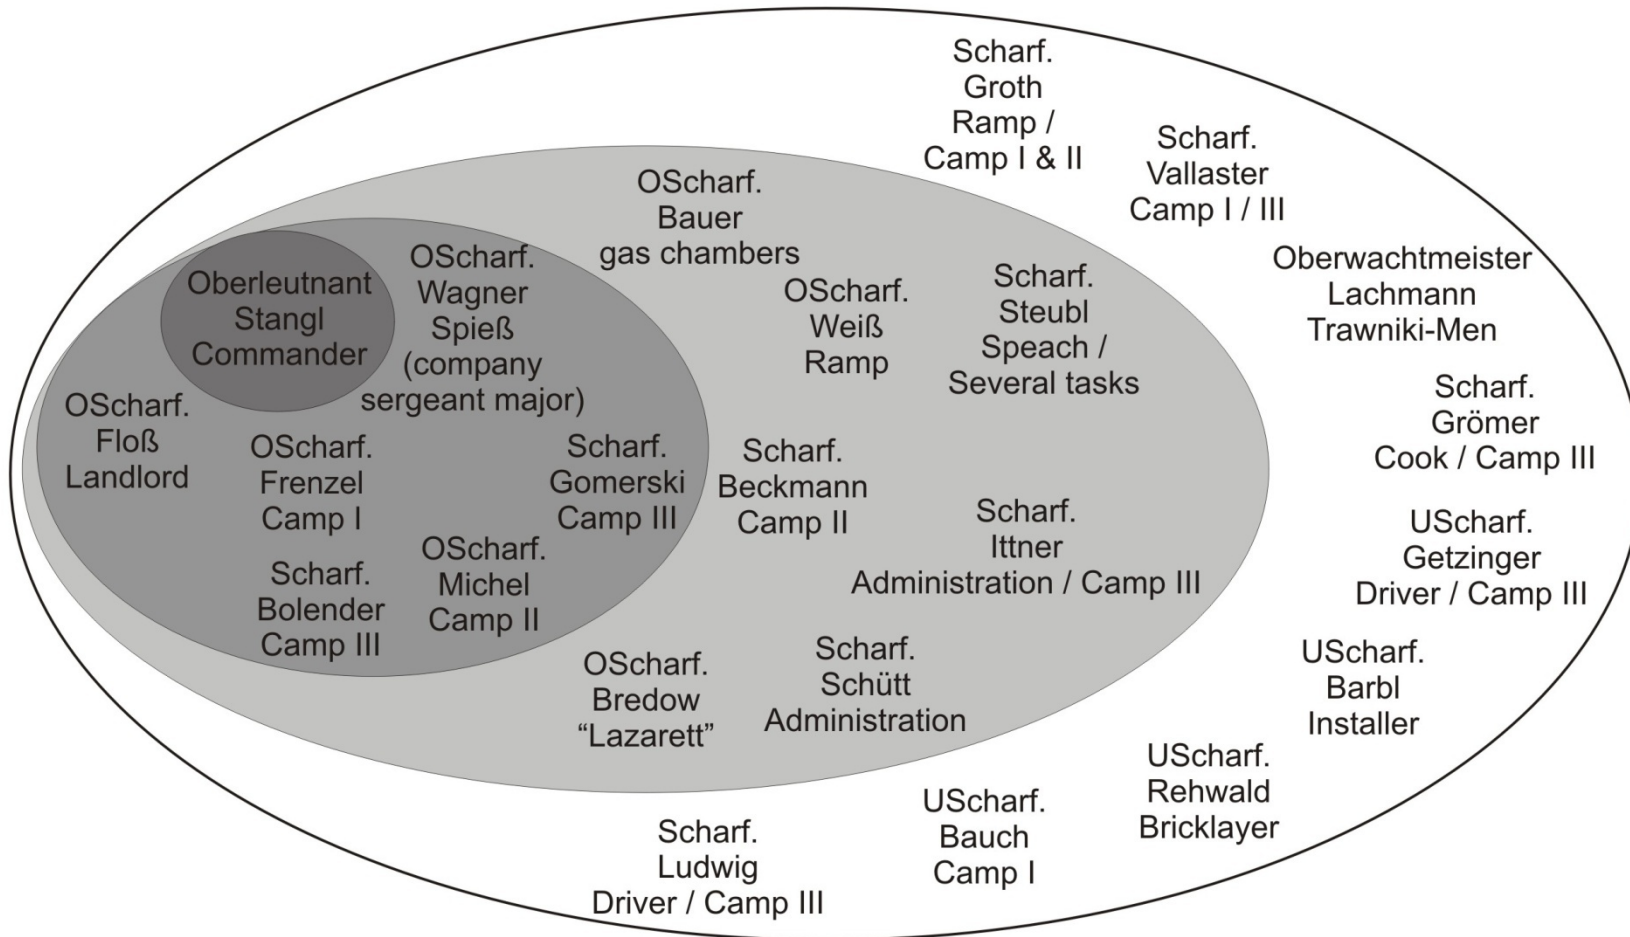 Scharf.
Groth
Ramp /
Camp I & II
Scharf.
Vallaster
Camp I / III
OScharf.
Bauer
gas chambers
Oberleutnant
Stangl
Commander
OScharf.
Wagner
Spieß
(company
sergeant major)
OScharf.
Weiß
Ramp
Scharf.
Steubl
Speach /
Several tasks
Oberwachtmeister
Lachmann
Trawniki-Men
OScharf.
Floß
Landlord
OScharf.
Frenzel
Camp I
Scharf.
Gomerski
Camp III
Scharf.
Beckmann
Camp II
Scharf.
Grömer
Cook / Camp III
Scharf.
Bolender
Camp III
OScharf.
Michel
Camp II
Scharf.
Ittner
Administration / Camp III
UScharf.
Getzinger
Driver / Camp III
OScharf.
Bredow
“Lazarett”
Scharf.
Schütt
Administration
UScharf.
Barbl
Installer
Scharf.
Ludwig
Driver / Camp III
UScharf.
Bauch
Camp I
UScharf.
Rehwald
Bricklayer